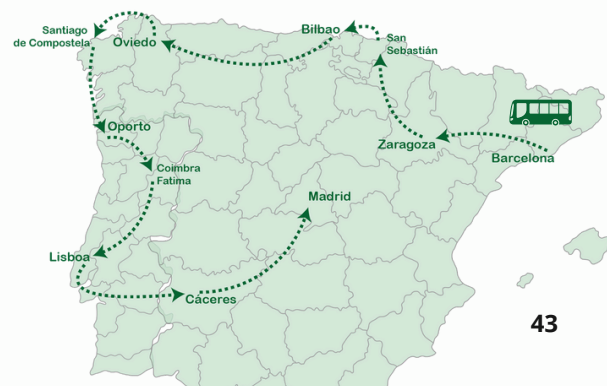 Santiago
de Compostela
Oviedo
Bilbao
San
Sebastián
Oporto
Zaragoza
Barcelona
Coimbra
Fatima
Madrid
Lisboa
Cáceres
43